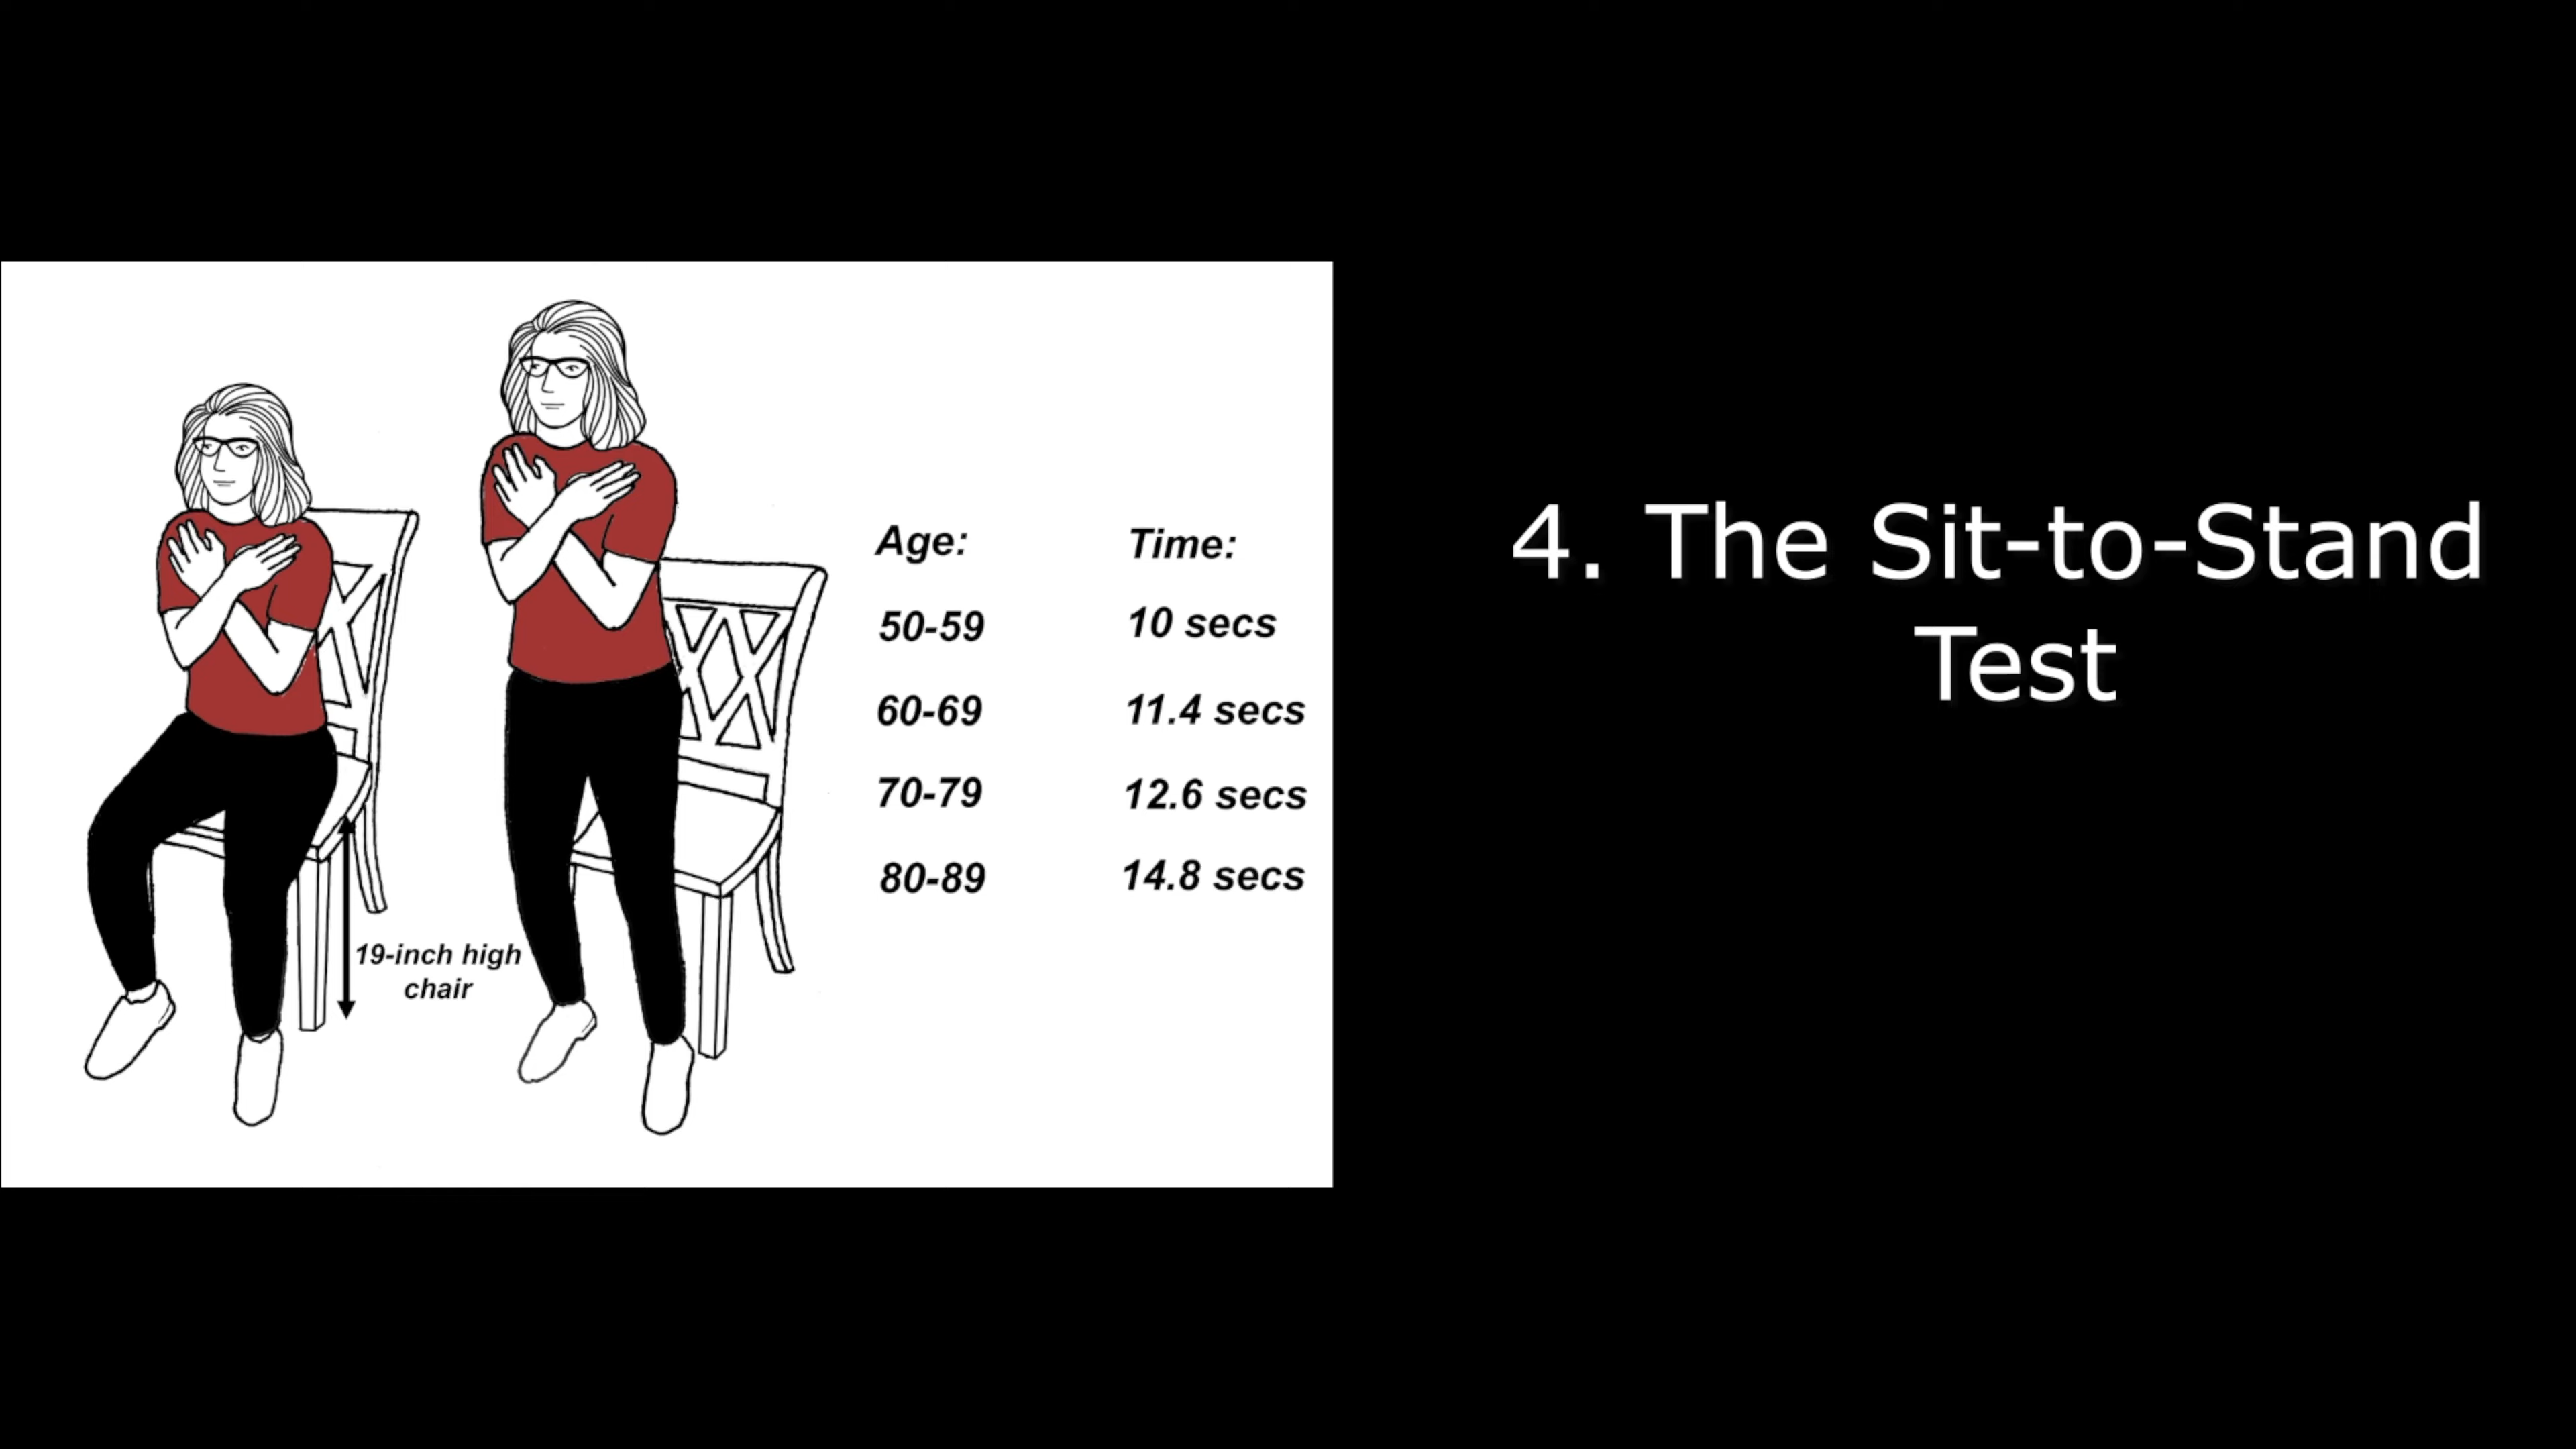 Age: Time:
50-59 10 secs
60-69 11.4 secs
70-79 12.6 secs
80-89 14.8 secs
19-inch high
chair
4. The Sit-to-Stand
Test